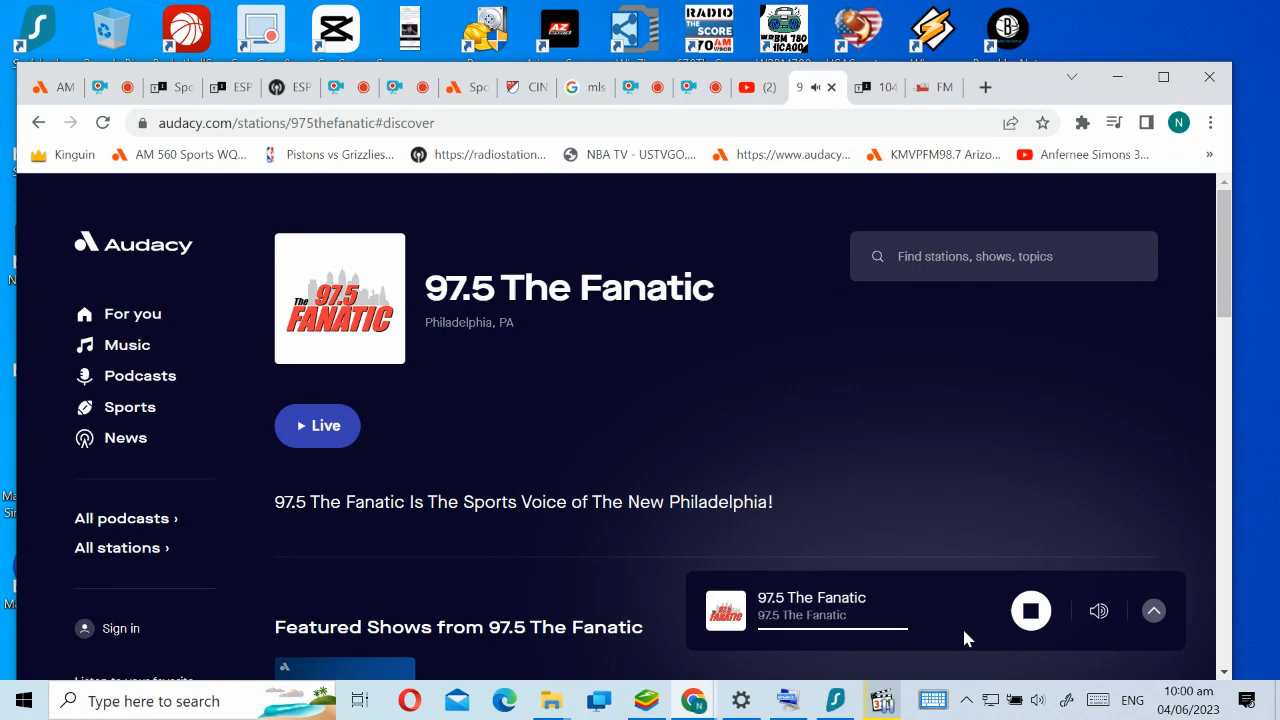 RADIO
THE
SCORE
70AM
WBBM 780
CHICAGO
AZ
SPORTS
AM
Spo
ESP
ESP
Spc
CIN
mls
(2)
9
104
FM
audacy.com/stations/975thefanatic#discover
N
Kinguin
AM 560 Sports WQ...
Pistons vs Grizzlies...
https://radiostation...
NBA TV - USTVGO....
https://www.audacy...
KMVPFM98.7 Arizo...
Anfernee Simons 3...
»
Audacy
For you
Music
Podcasts
Sports
News
All podcasts ›
All stations ›
Sign in
The 97.5
FANATIC
97.5 The Fanatic
Philadelphia, PA
Find stations, shows, topics
Live
97.5 The Fanatic Is The Sports Voice of The New Philadelphia!
Featured Shows from 97.5 The Fanatic
97.5 The Fanatic
97.5 The Fanatic
Type here to search
ENG
10:00 am
04/06/2023